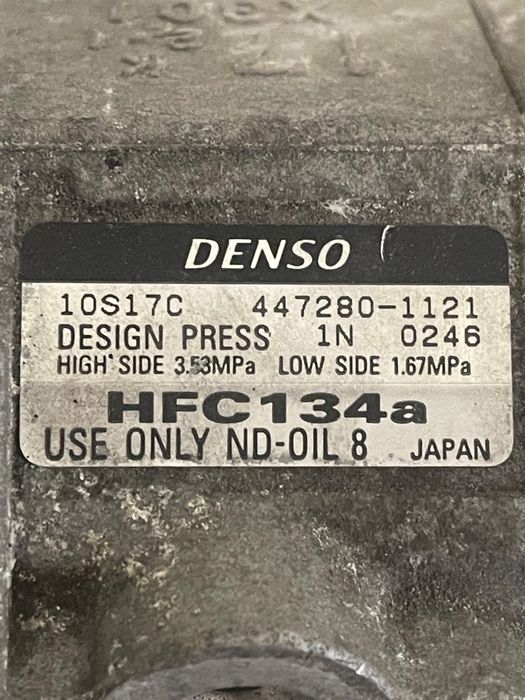 DENSO
10S17C 447280-1121
DESIGN PRESS 1N 0246
HIGH SIDE 3.53MPa LOW SIDE 1.67MPa
HFC134a
USE ONLY ND-OIL 8 JAPAN